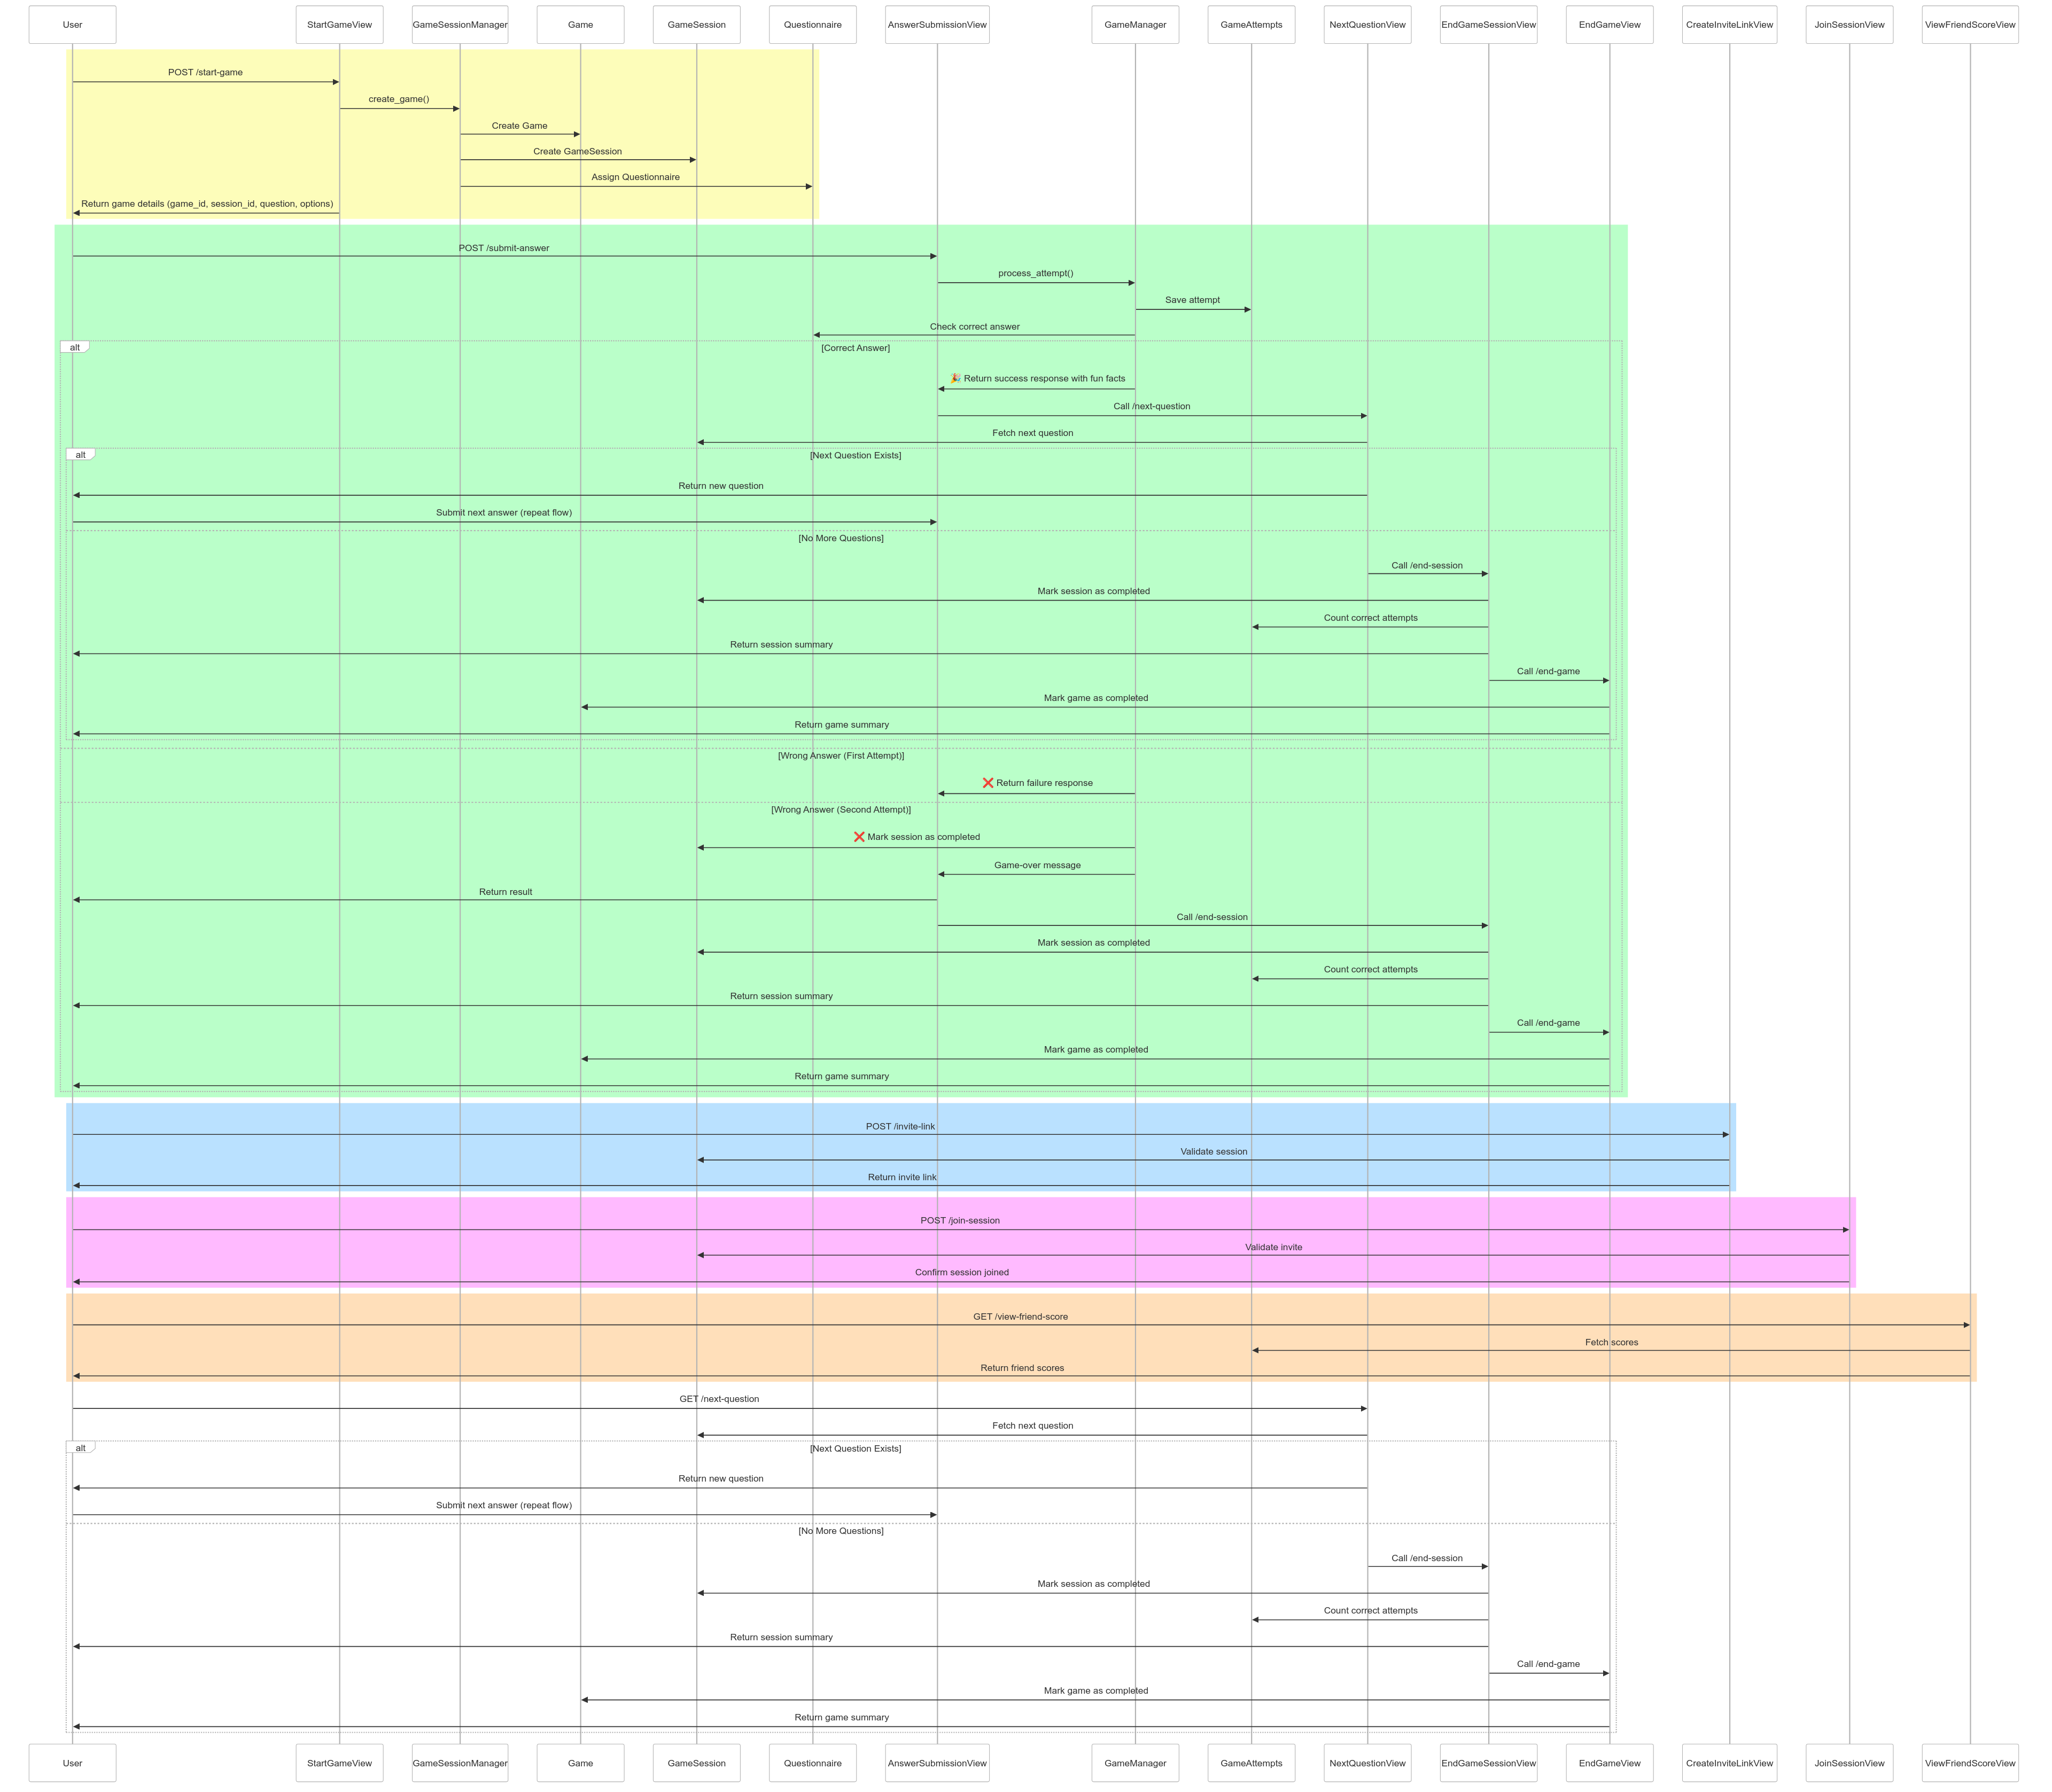 User
StartGameView
GameSessionManager
Game
GameSession
Questionnaire
AnswerSubmissionView
GameManager
GameAttempts
NextQuestionView
EndGameSessionView
EndGameView
CreateInviteLinkView
JoinSessionView
ViewFriendScoreView
POST /start-game
create_game()
Create Game
Create GameSession
Assign Questionnaire
Return game details (game_id, session_id, question, options)
POST /submit-answer
process_attempt()
Save attempt
Check correct answer
alt
[Correct Answer]
🎉 Return success response with fun facts
Call /next-question
Fetch next question
alt
[Next Question Exists]
Return new question
Submit next answer (repeat flow)
[No More Questions]
Call /end-session
Mark session as completed
Count correct attempts
Return session summary
Call /end-game
Mark game as completed
Return game summary
[Wrong Answer (First Attempt)]
❌ Return failure response
[Wrong Answer (Second Attempt)]
❌ Mark session as completed
Game-over message
Return result
Call /end-session
Mark session as completed
Count correct attempts
Return session summary
Call /end-game
Mark game as completed
Return game summary
POST /invite-link
Validate session
Return invite link
POST /join-session
Validate invite
Confirm session joined
GET /view-friend-score
Fetch scores
Return friend scores
GET /next-question
Fetch next question
alt
[Next Question Exists]
Return new question
Submit next answer (repeat flow)
[No More Questions]
Call /end-session
Mark session as completed
Count correct attempts
Return session summary
Call /end-game
Mark game as completed
Return game summary
User
StartGameView
GameSessionManager
Game
GameSession
Questionnaire
AnswerSubmissionView
GameManager
GameAttempts
NextQuestionView
EndGameSessionView
EndGameView
CreateInviteLinkView
JoinSessionView
ViewFriendScoreView